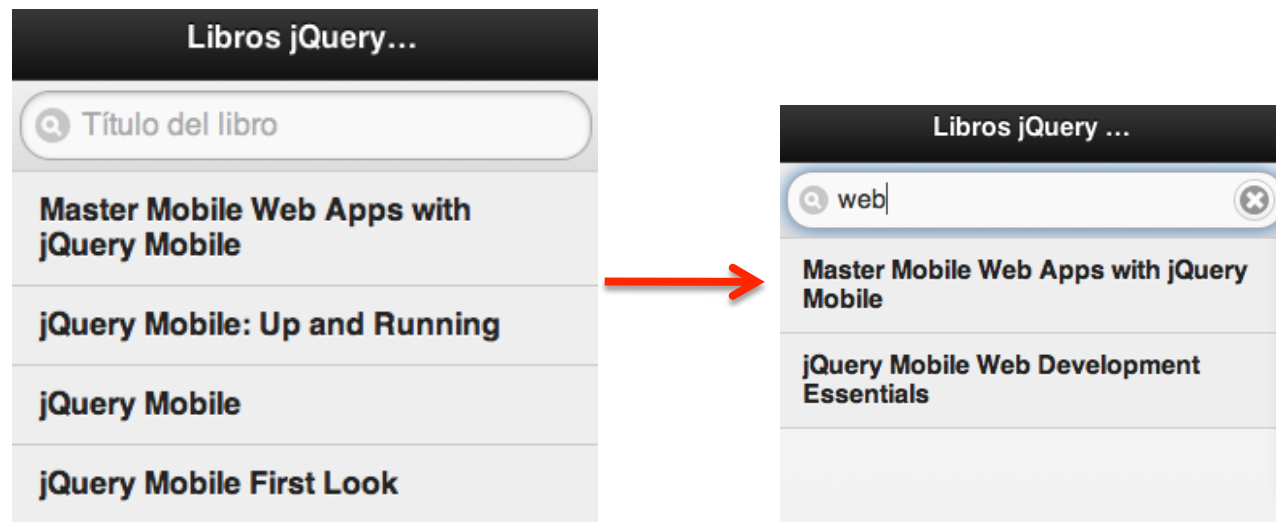 Libros jQuery...
Título del libro
Master Mobile Web Apps with
jQuery Mobile
jQuery Mobile: Up and Running
jQuery Mobile
jQuery Mobile First Look
Libros jQuery ...
web
Master Mobile Web Apps with jQuery
Mobile
jQuery Mobile Web Development
Essentials